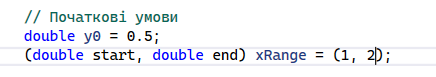 // Початкові умови
double y0 = 0.5;
(double start, double end) xRange = (1, 2);